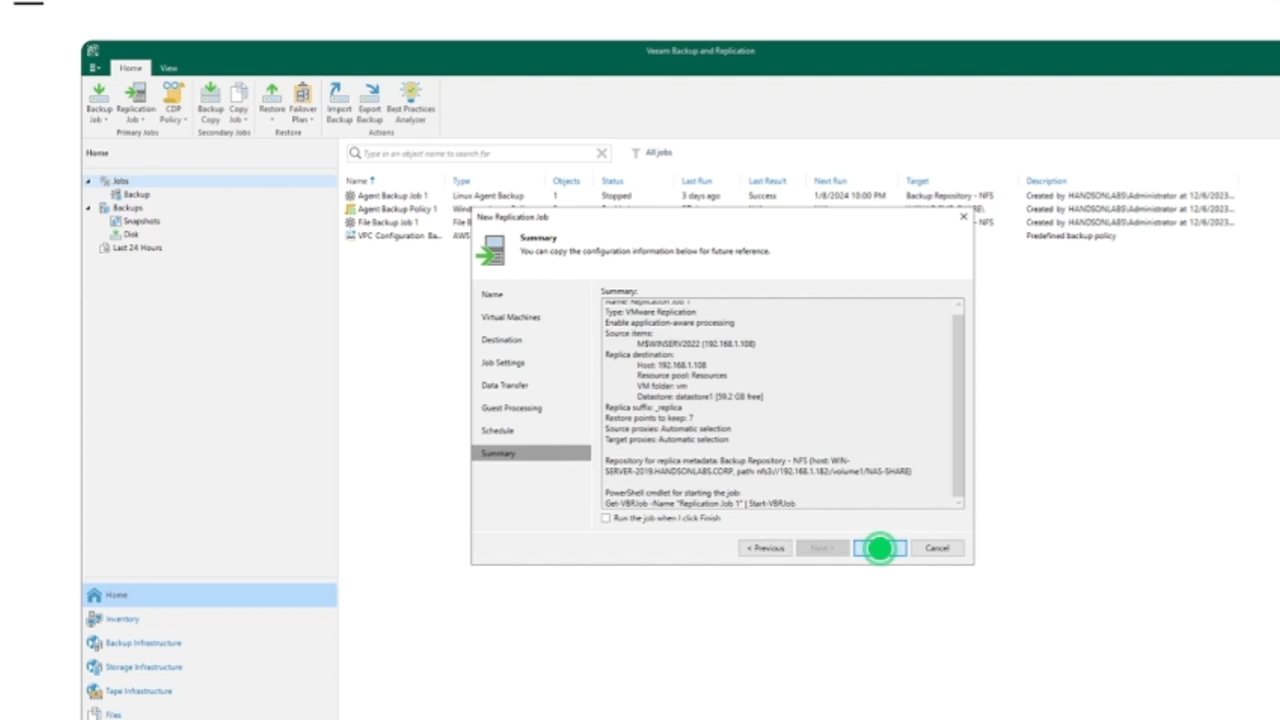 Veeam Backup and Replication
Home View
Backup Job Replication Job CDP Policy Backup Copy Copy Job Restore Failover Plan Import Backup Export Backup Best Practices Analyzer
Primary Jobs Secondary Jobs Restore Actions
Home
Type in an object name to search for All jobs
Jobs
Backup
Backups
Snapshots
Disk
Last 24 Hours
Name Type Objects Status Last Run Last Result Next Run Target Description
Agent Backup Job 1 Linux Agent Backup 1 Stopped 3 days ago Success 1/8/2024 10:00 PM Backup Repository - NFS Created by HANDSONLABS\Administrator at 12/6/2023...
Agent Backup Policy 1 Created by HANDSONLABS\Administrator at 12/6/2023...
File Backup Job 1 File B - NFS Created by HANDSONLABS\Administrator at 12/6/2023...
VPC Configuration Ba... AWS Predefined backup policy
New Replication Job
Summary
You can copy the configuration information below for future reference.
Name
Virtual Machines
Destination
Job Settings
Data Transfer
Guest Processing
Schedule
Summary
Summary:
Name: Replication Job 1
Type: VMware Replication
Enable application-aware processing
Source items:
M$WINSERV2022 (192.168.1.108)
Replica destination:
Host: 192.168.1.108
Resource pool: Resources
VM folder: vm
Datastore: datastore1 [59.2 GB free]
Replica suffix: _replica
Restore points to keep: 7
Source proxies: Automatic selection
Target proxies: Automatic selection
Repository for replica metadata: Backup Repository - NFS (host: WIN-
SERVER-2019.HANDSONLABS.CORP, path: nfs3://192.168.1.182:/volume1/NAS-SHARE)
PowerShell cmdlet for starting the job:
Get-VBRJob -Name "Replication Job 1" | Start-VBRJob
Run the job when I click Finish
< Previous Next > Cancel
Home
Inventory
Backup Infrastructure
Storage Infrastructure
Tape Infrastructure
Files